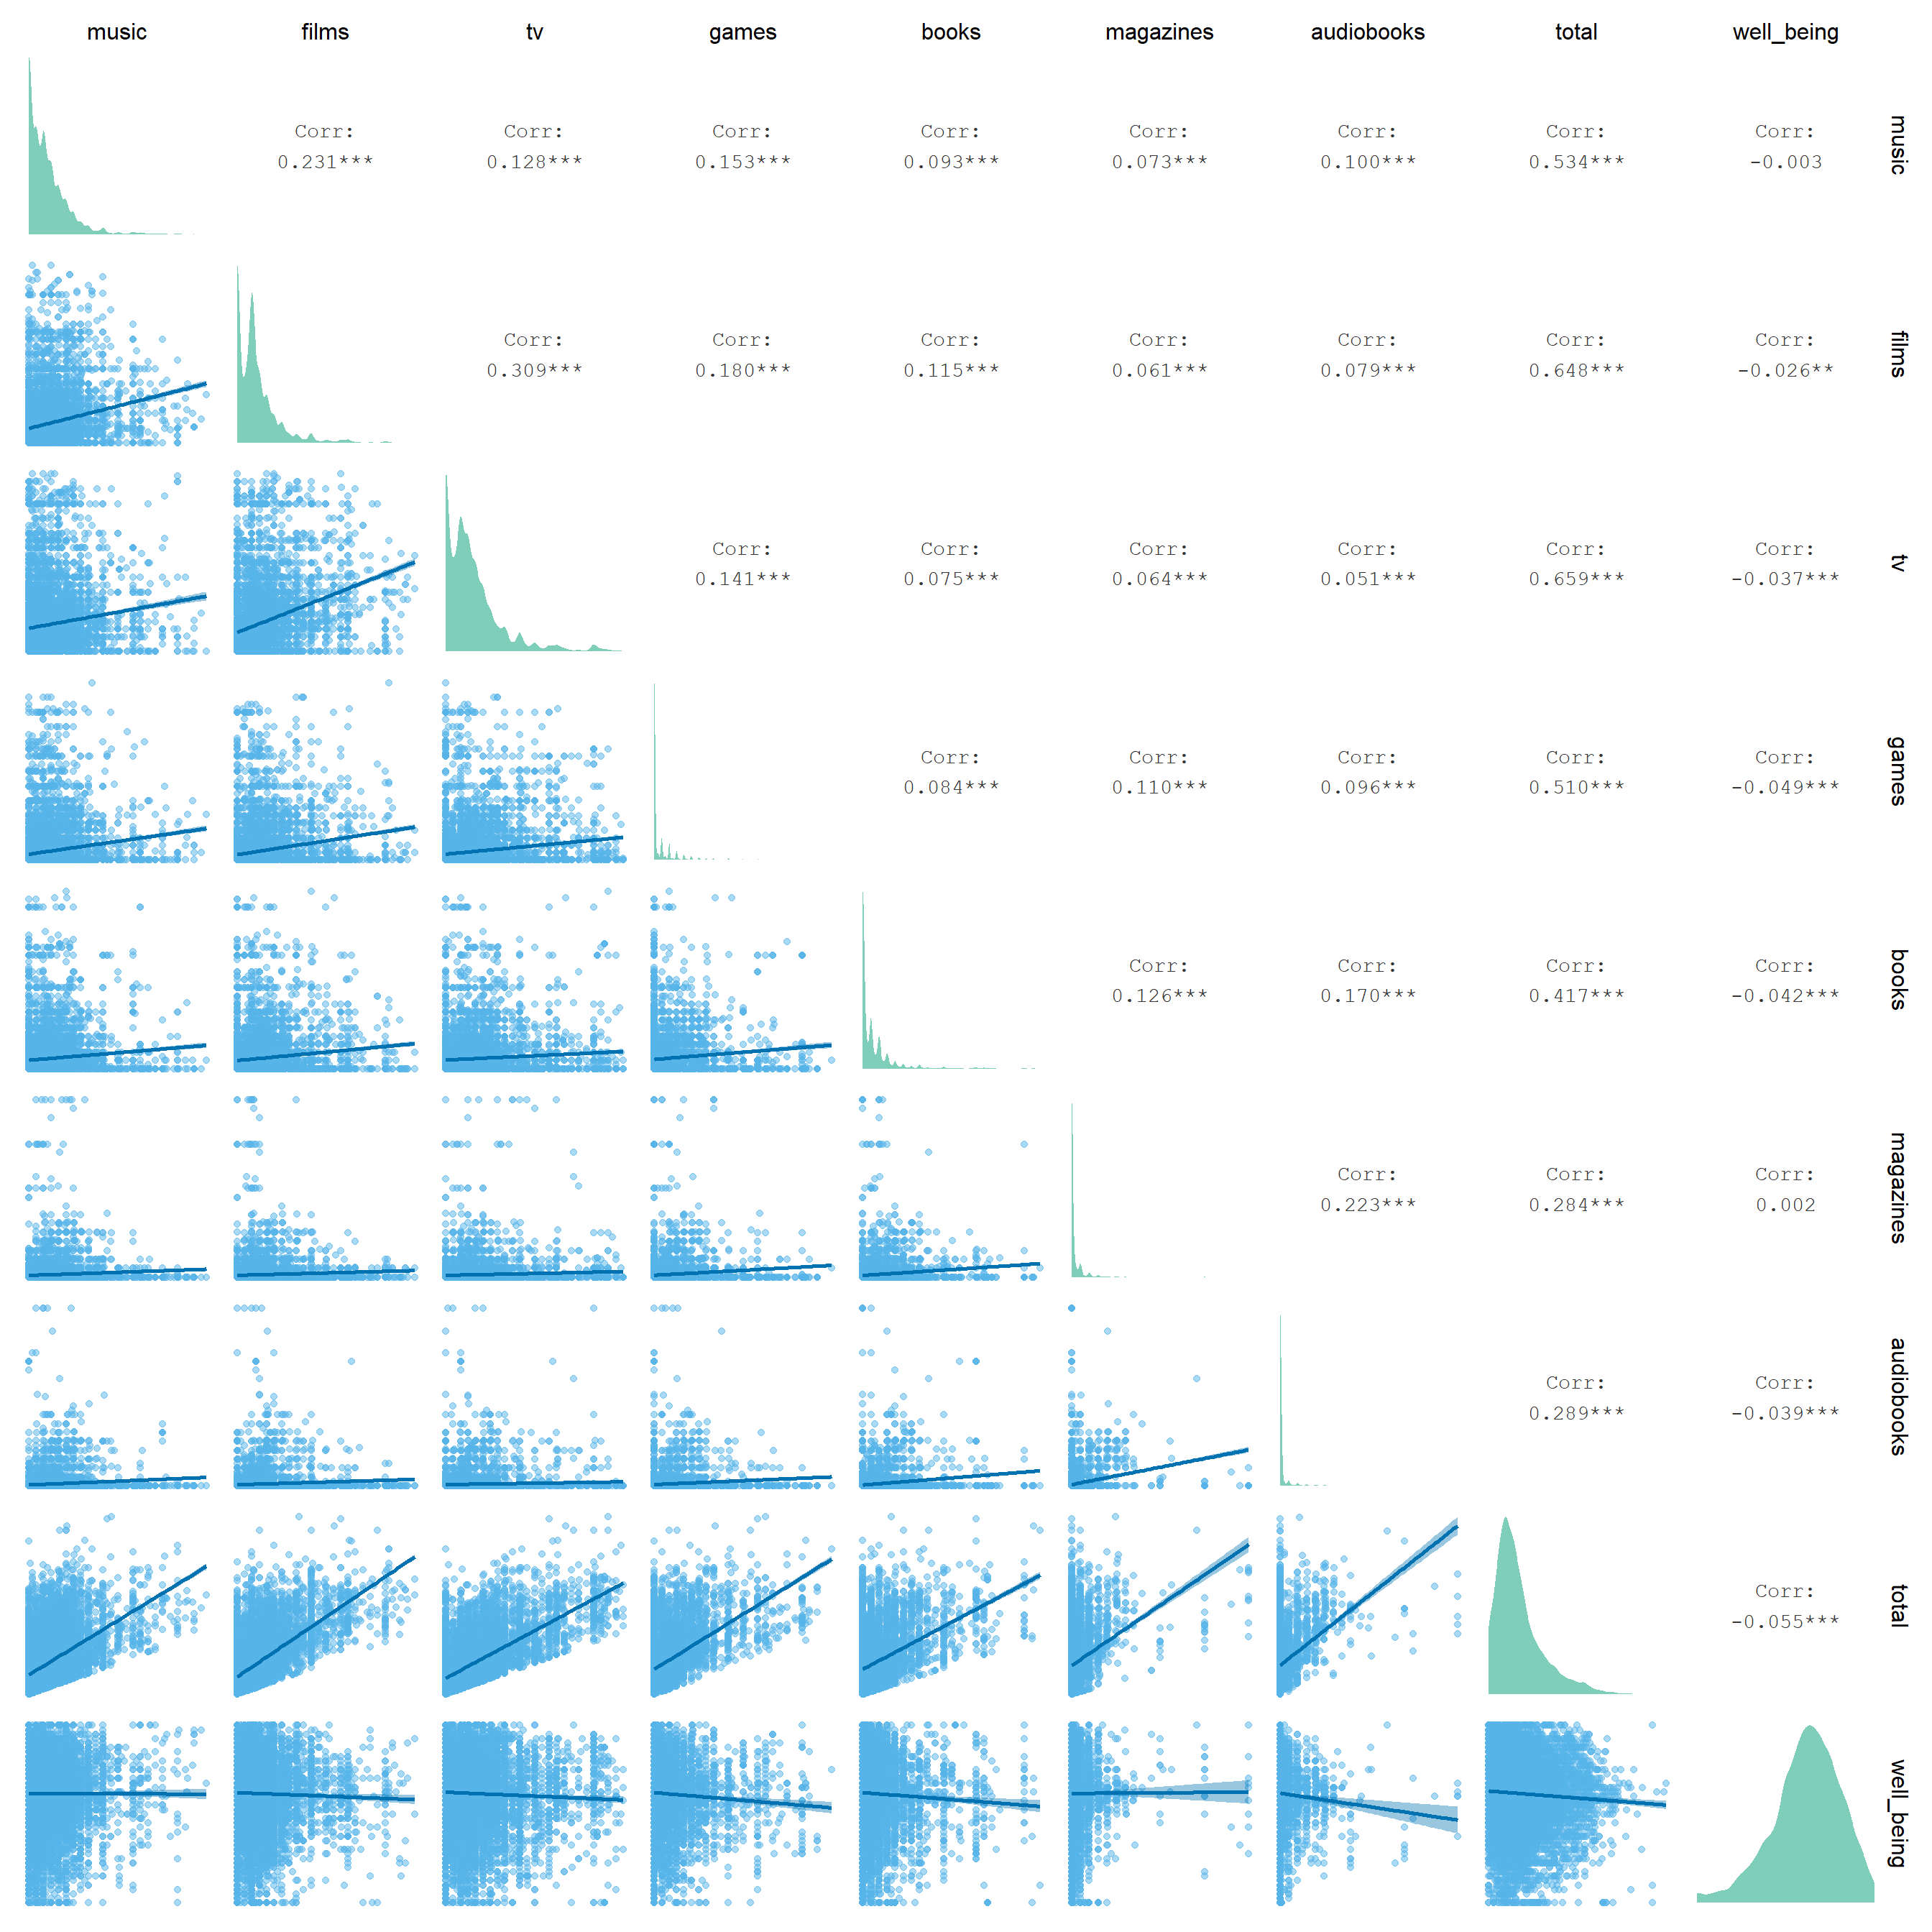 music films tv games books magazines audiobooks total well_being
Corr: Corr: Corr: Corr: Corr: Corr: Corr: Corr:
0.231*** 0.128*** 0.153*** 0.093*** 0.073*** 0.100*** 0.534*** -0.003
music
Corr: Corr: Corr: Corr: Corr: Corr: Corr:
0.309*** 0.180*** 0.115*** 0.061*** 0.079*** 0.648*** -0.026**
films
Corr: Corr: Corr: Corr: Corr: Corr:
0.141*** 0.075*** 0.064*** 0.051*** 0.659*** -0.037***
tv
Corr: Corr: Corr: Corr: Corr:
0.084*** 0.110*** 0.096*** 0.510*** -0.049***
games
Corr: Corr: Corr: Corr:
0.126*** 0.170*** 0.417*** -0.042***
books
Corr: Corr: Corr:
0.223*** 0.284*** 0.002
magazines
Corr: Corr:
0.289*** -0.039***
audiobooks
Corr:
-0.055***
total
well_being